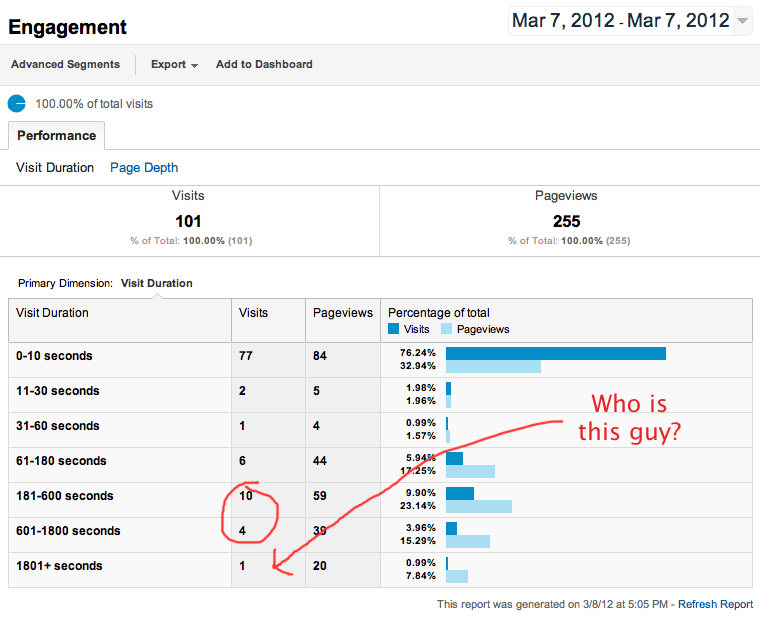 Engagement
Mar 7, 2012 - Mar 7, 2012
Advanced Segments Export Add to Dashboard
100.00% of total visits
Performance
Visit Duration Page Depth
Visits Pageviews
101 255
% of Total: 100.00% (101) % of Total: 100.00% (255)
Primary Dimension: Visit Duration
Visit Duration Visits Pageviews Percentage of total
Visits Pageviews
0-10 seconds 77 84 76.24%
32.94%
11-30 seconds 2 5 1.98%
1.96%
Who is
this guy?
31-60 seconds 1 4 0.99%
1.57%
61-180 seconds 6 44 5.94%
17.25%
181-600 seconds 10 59 9.90%
23.14%
601-1800 seconds 4 39 3.96%
15.29%
1801+ seconds 1 20 0.99%
7.84%
This report was generated on 3/8/12 at 5:05 PM - Refresh Report